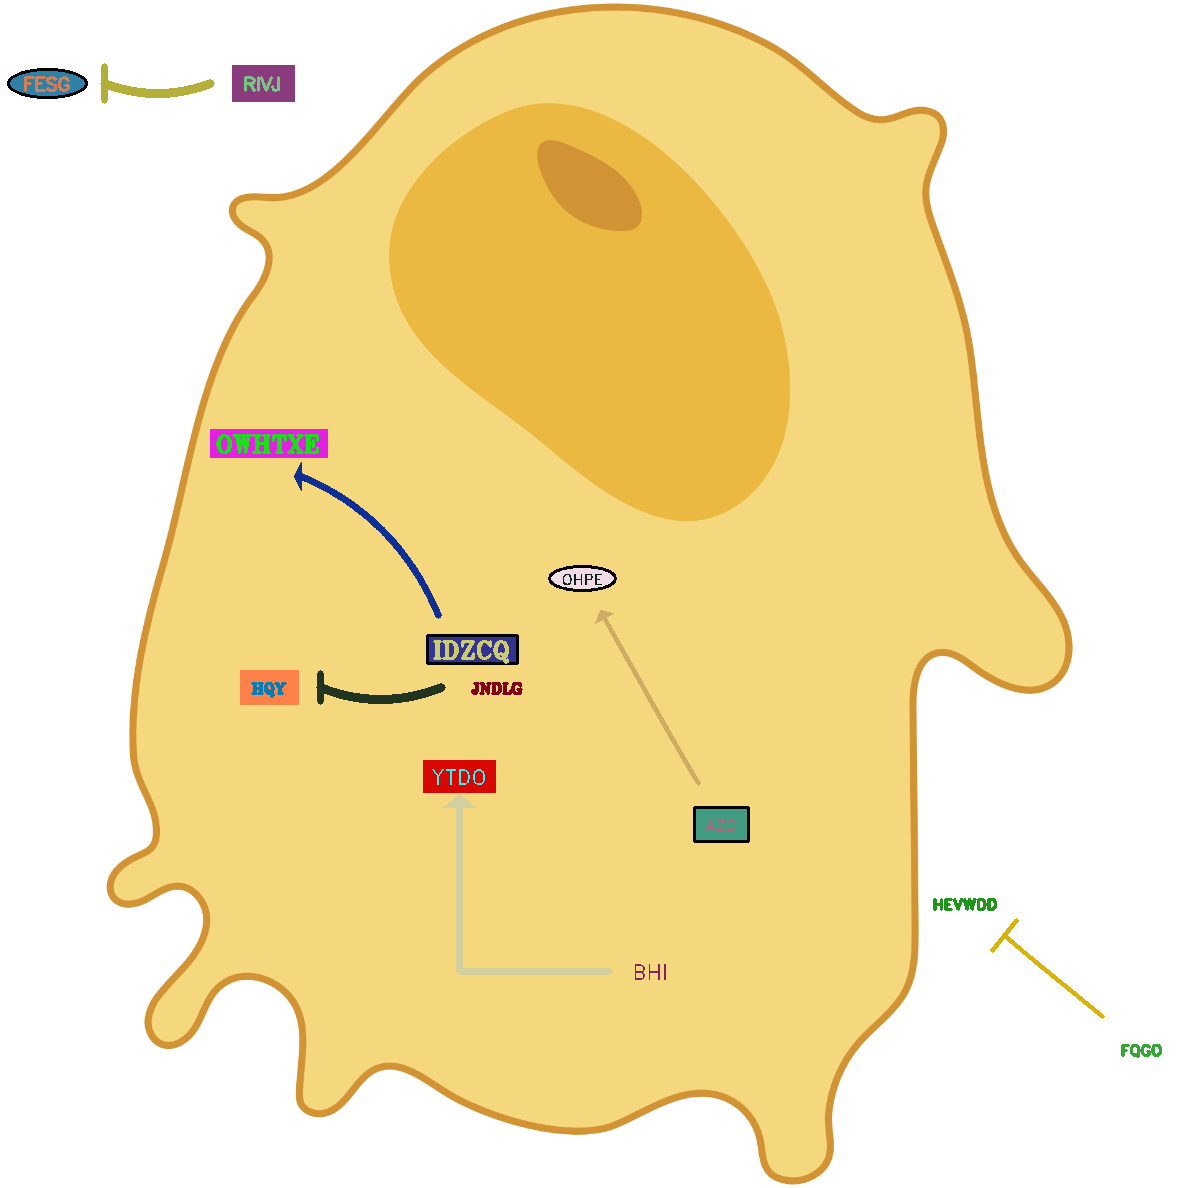 FESG
RIVJ
OWHTXE
OHPE
IDZCQ
HQY
JNDLG
YTDO
AZC
HEVWDD
BHI
FQGO